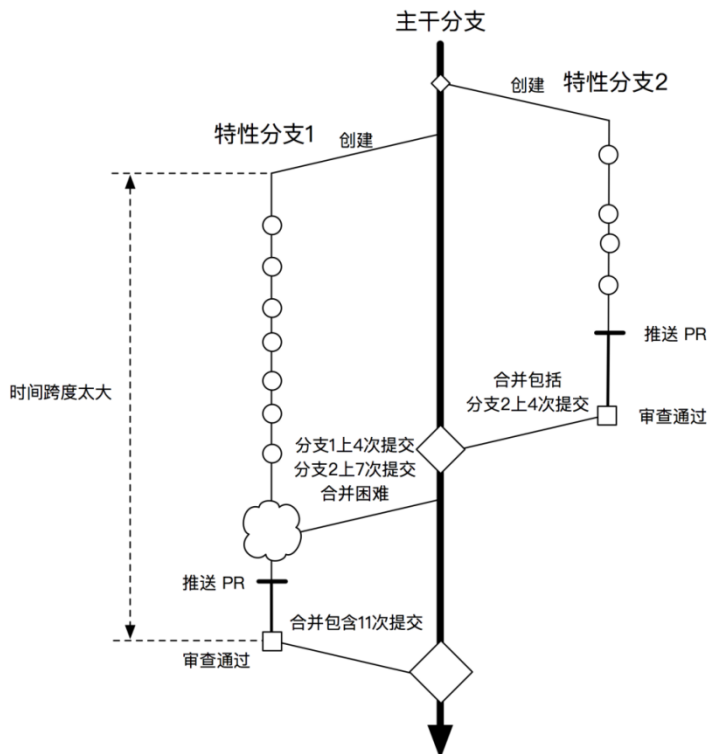 主干分支
创建
特性分支2
特性分支1
创建
推送 PR
时间跨度太大
合并包括
分支2上4次提交
审查通过
分支1上4次提交
分支2上7次提交
合并困难
推送 PR
合并包含11次提交
审查通过